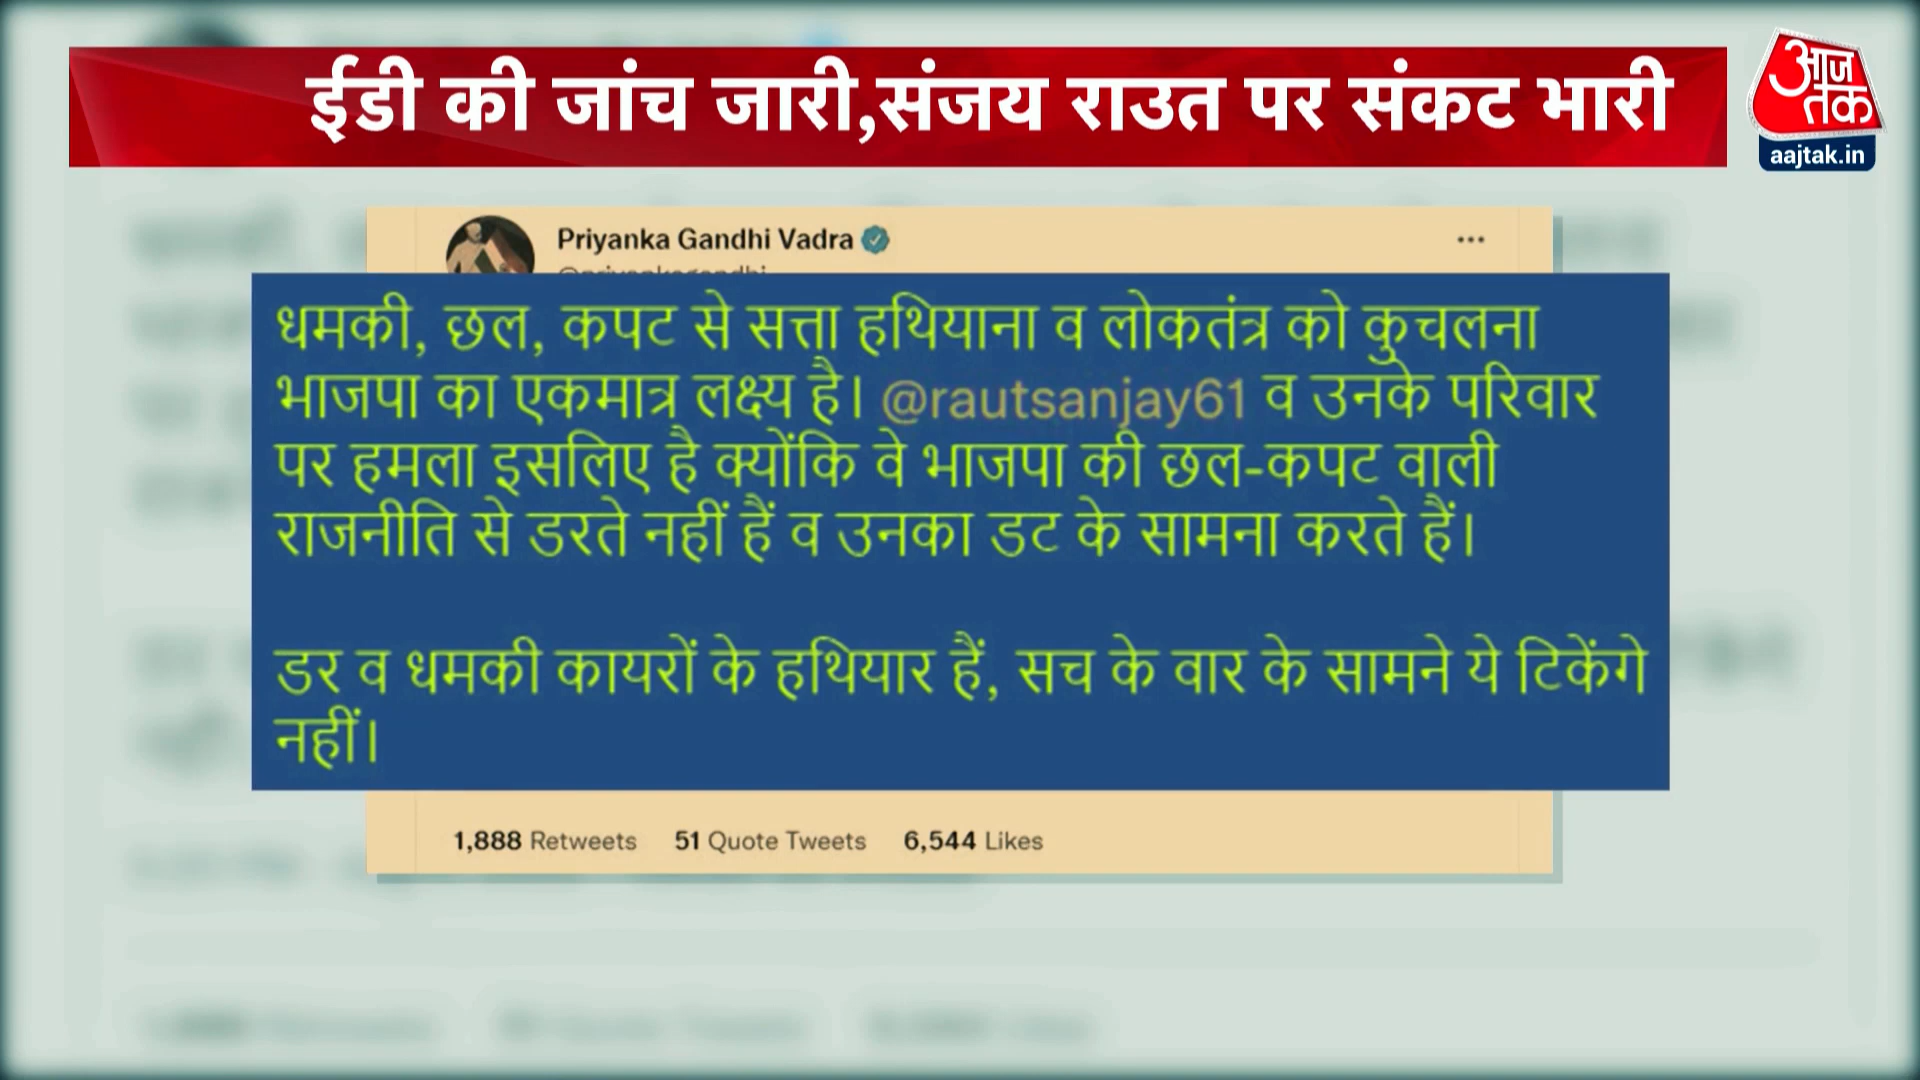 ईडी की जांच जारी,संजय राउत पर संकट भारी
आज
तक
aajtak.in
Priyanka Gandhi Vadra
धमकी, छल, कपट से सत्ता हथियाना व लोकतंत्र को कुचलना
भाजपा का एकमात्र लक्ष्य है। @rautsanjay61 व उनके परिवार
पर हमला इसलिए है क्योंकि वे भाजपा की छल-कपट वाली
राजनीति से डरते नहीं हैं व उनका डट के सामना करते हैं।
डर व धमकी कायरों के हथियार हैं, सच के वार के सामने ये टिकेंगे
नहीं।
1,888 Retweets 51 Quote Tweets 6,544 Likes